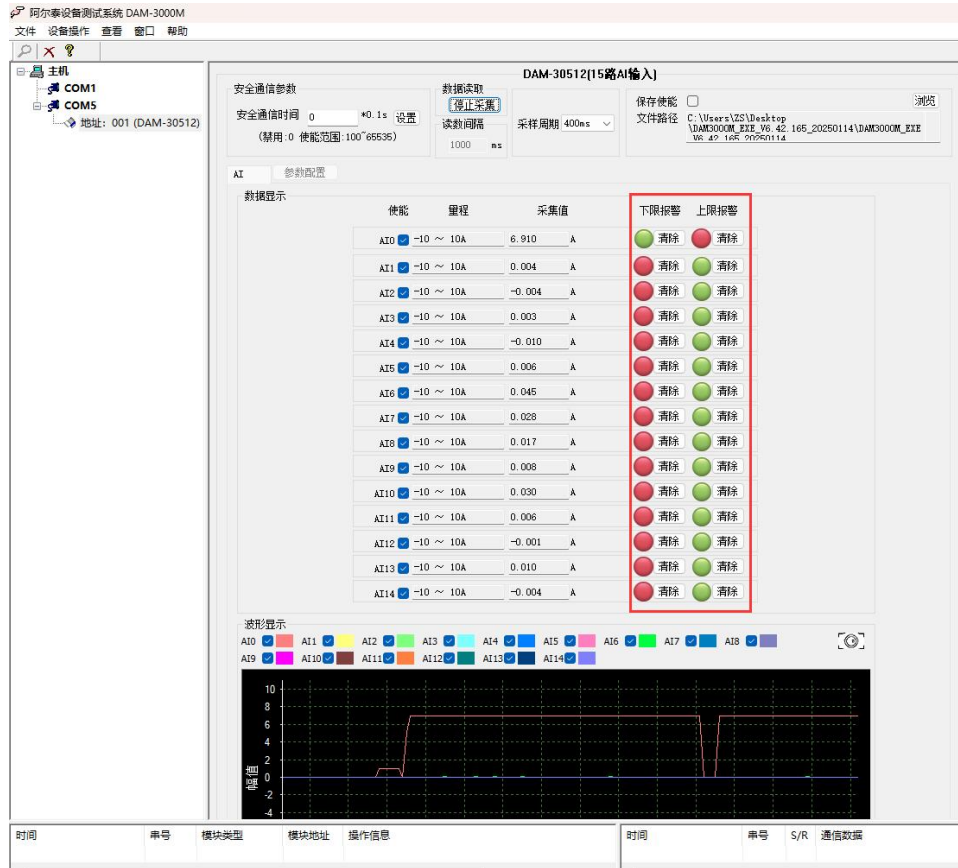 阿尔泰设备测试系统 DAM-3000M
文件 设备操作 查看 窗口 帮助
主机
COM1
COM5
地址：001 (DAM-30512)
DAM-30512(15路AI输入)
安全通信参数
安全通信时间 0 *0.1s 设置
(禁用:0 使能范围:100~65535)
数据读取
停止采集
读数间隔
1000 ms
采样周期 400ms
保存使能 浏览
文件路径 C:\Users\ZS\Desktop
\DAM3000M_EXE_V6.42.165_20250114\DAM3000M_EXE
_V6.42.165_20250114
AI 参数配置
数据显示
使能 量程 采集值 下限报警 上限报警
AI0 -10 ～ 10A 6.910 A 清除 清除
AI1 -10 ～ 10A 0.004 A 清除 清除
AI2 -10 ～ 10A -0.004 A 清除 清除
AI3 -10 ～ 10A 0.003 A 清除 清除
AI4 -10 ～ 10A -0.010 A 清除 清除
AI5 -10 ～ 10A 0.006 A 清除 清除
AI6 -10 ～ 10A 0.045 A 清除 清除
AI7 -10 ～ 10A 0.028 A 清除 清除
AI8 -10 ～ 10A 0.017 A 清除 清除
AI9 -10 ～ 10A 0.008 A 清除 清除
AI10 -10 ～ 10A 0.030 A 清除 清除
AI11 -10 ～ 10A 0.006 A 清除 清除
AI12 -10 ～ 10A -0.001 A 清除 清除
AI13 -10 ～ 10A 0.010 A 清除 清除
AI14 -10 ～ 10A -0.004 A 清除 清除
波形显示
AI0 AI1 AI2 AI3 AI4 AI5 AI6 AI7 AI8
AI9 AI10 AI11 AI12 AI13 AI14
10
8
6
4
2
0
-2
-4
幅值
时间 串号 模块类型 模块地址 操作信息
时间 串号 S/R 通信数据